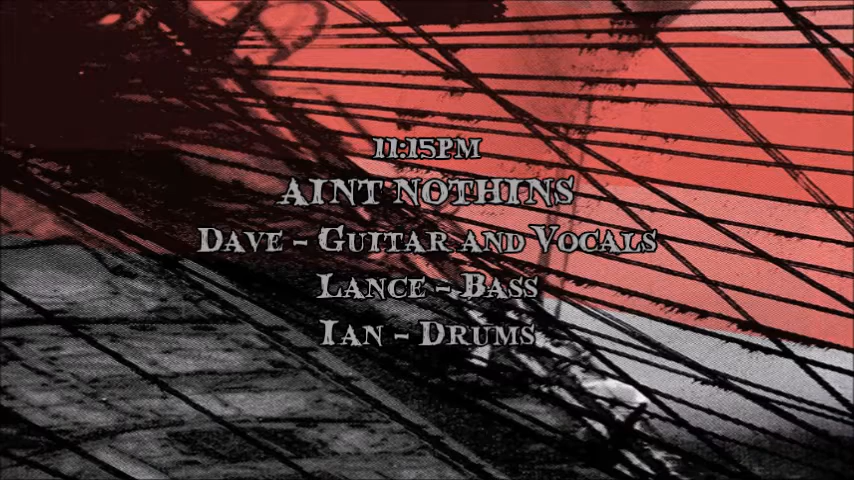 11:15PM
AINT NOTHINS
DAVE - GUITAR AND VOCALS
LANCE - BASS
IAN - DRUMS